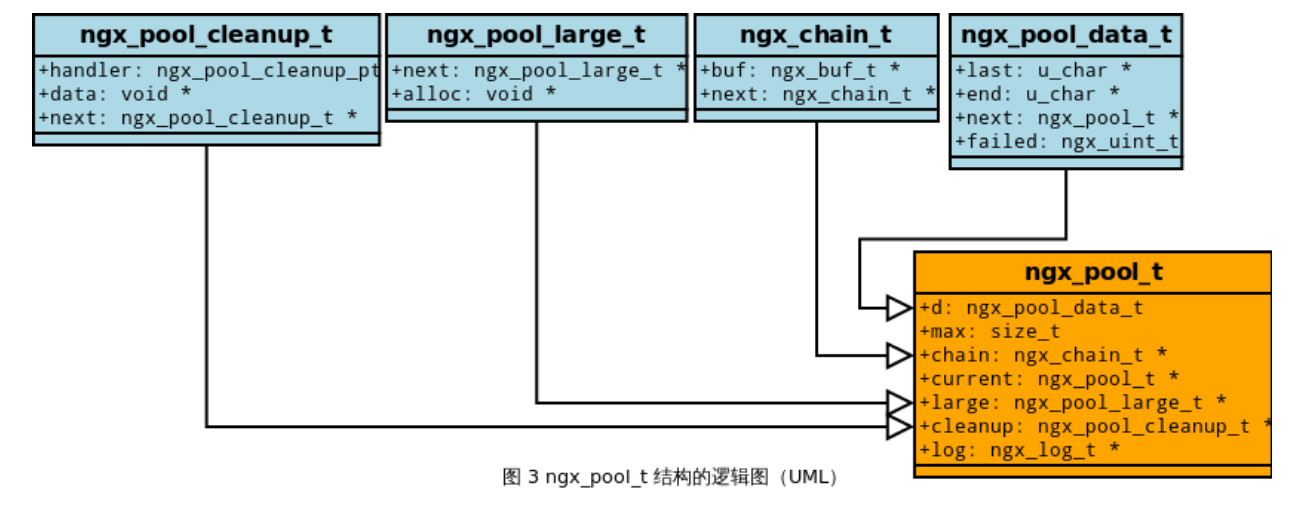 ngx_pool_cleanup_t
+handler: ngx_pool_cleanup_pt
+data: void *
+next: ngx_pool_cleanup_t *
ngx_pool_large_t
+next: ngx_pool_large_t *
+alloc: void *
ngx_chain_t
+buf: ngx_buf_t *
+next: ngx_chain_t *
ngx_pool_data_t
+last: u_char *
+end: u_char *
+next: ngx_pool_t *
+failed: ngx_uint_t
ngx_pool_t
+d: ngx_pool_data_t
+max: size_t
+chain: ngx_chain_t *
+current: ngx_pool_t *
+large: ngx_pool_large_t *
+cleanup: ngx_pool_cleanup_t *
+log: ngx_log_t *
图 3 ngx_pool_t 结构的逻辑图（UML）